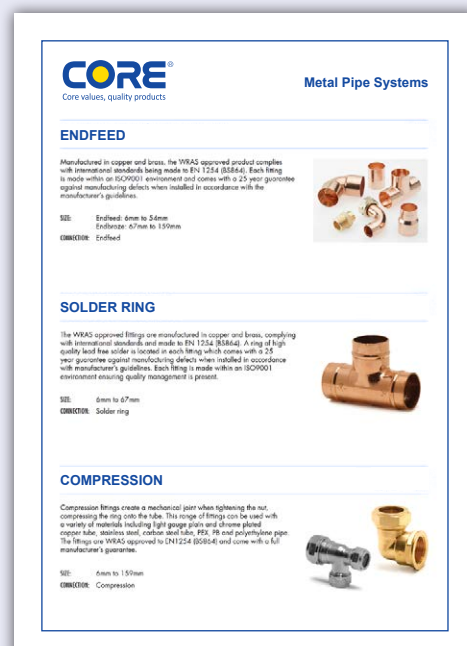 CORE®
Core values, quality products
Metal Pipe Systems
ENDFEED
Manufactured in copper and brass, the WRAS approved product complies
with international standards being made to EN 1254 (BS864). Each fitting
is made within an ISO9001 environment and comes with a 25 year guarantee
against manufacturing defects when installed in accordance with the
manufacturer's guidelines.
SIZE: Endfeed: 6mm to 54mm
Endbraze: 67mm to 159mm
CONNECTION: Endfeed
SOLDER RING
The WRAS approved fittings are manufactured in copper and brass, complying
with international standards and made to EN 1254 (BS864). A ring of high
quality lead free solder is located in each fitting which comes with a 25
year guarantee against manufacturing defects when installed in accordance
with manufacturer's guidelines. Each fitting is made within an ISO9001
environment ensuring quality management is present.
SIZE: 6mm to 67mm
CONNECTION: Solder ring
COMPRESSION
Compression fittings create a mechanical joint when tightening the nut,
compressing the ring onto the tube. This range of fittings can be used with
a variety of materials including light gauge plain and chrome plated
copper tube, stainless steel, carbon steel tube, PEX, PB and polyethylene pipe.
The fittings are WRAS approved to EN1254 (BS864) and come with a full
manufacturer's guarantee.
SIZE: 6mm to 159mm
CONNECTION: Compression